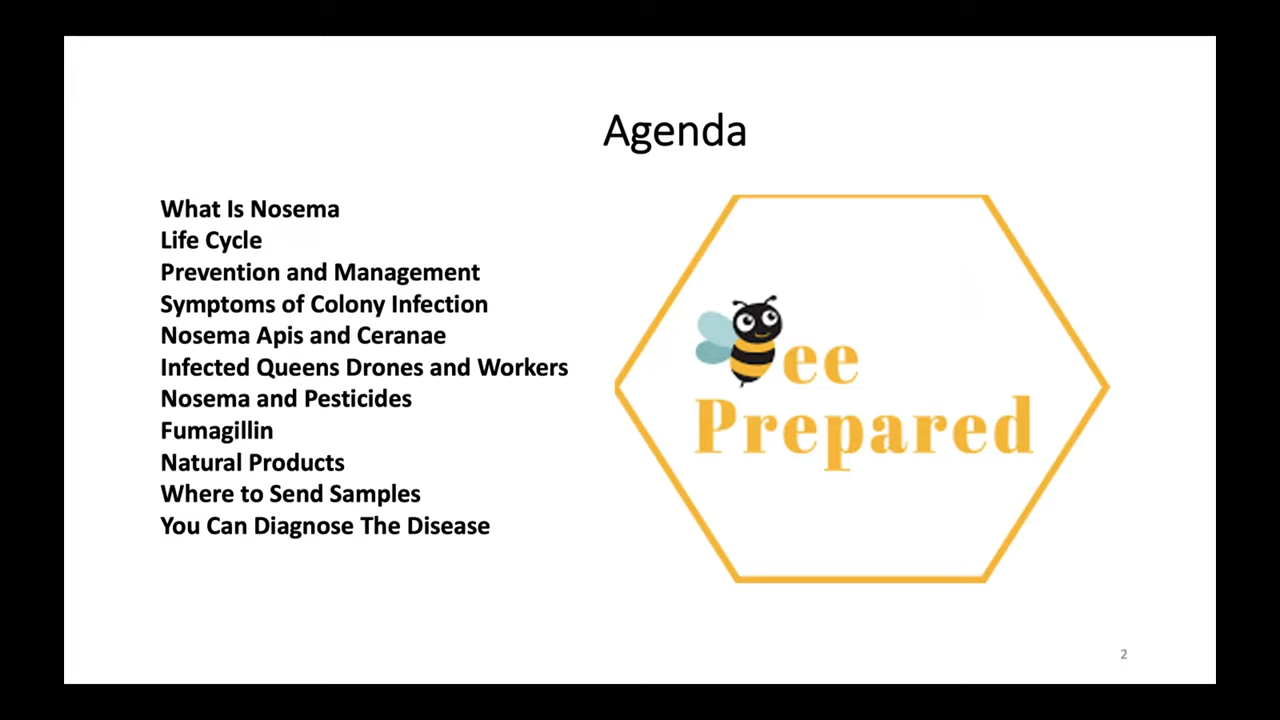 Agenda
What Is Nosema
Life Cycle
Prevention and Management
Symptoms of Colony Infection
Nosema Apis and Ceranae
Infected Queens Drones and Workers
Nosema and Pesticides
Fumagillin
Natural Products
Where to Send Samples
You Can Diagnose The Disease
ee
Prepared
2